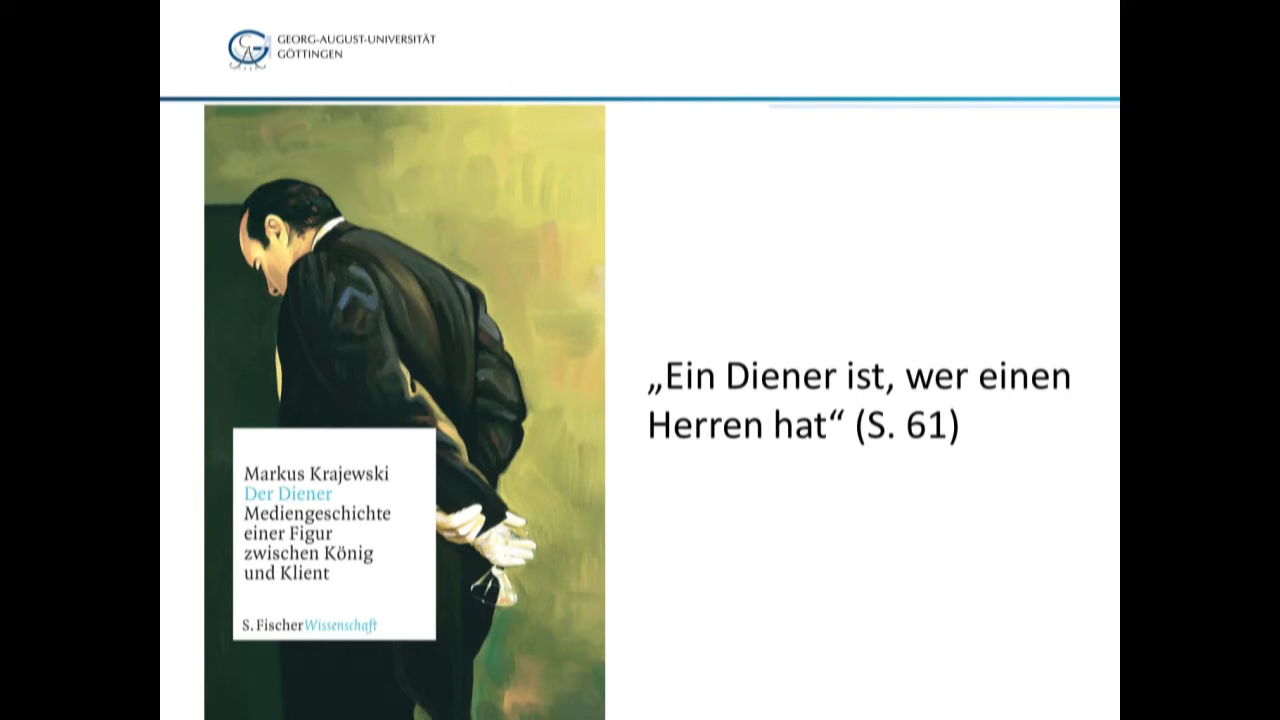 GEORG-AUGUST-UNIVERSITÄT
GÖTTINGEN
„Ein Diener ist, wer einen
Herren hat“ (S. 61)
Markus Krajewski
Der Diener
Mediengeschichte
einer Figur
zwischen König
und Klient
S. Fischer Wissenschaft